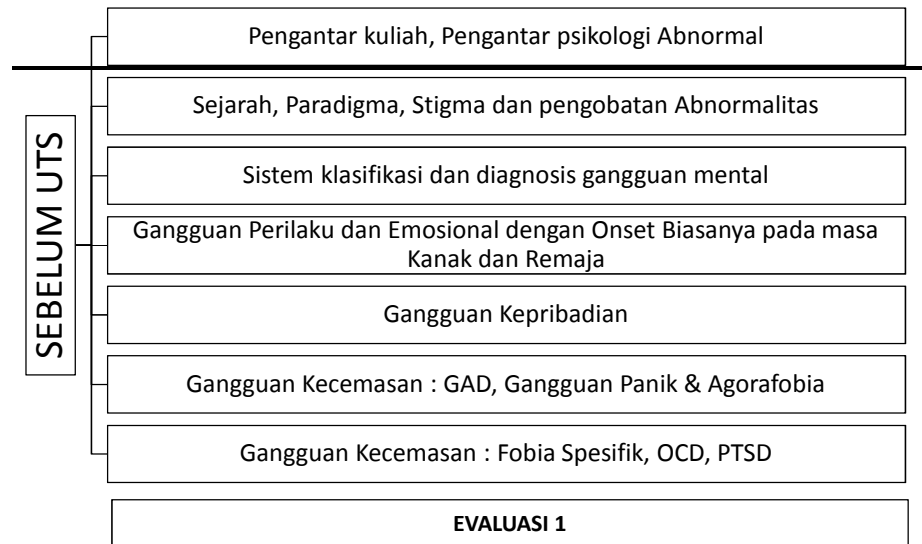 SEBELUM UTS
Pengantar kuliah, Pengantar psikologi Abnormal
Sejarah, Paradigma, Stigma dan pengobatan Abnormalitas
Sistem klasifikasi dan diagnosis gangguan mental
Gangguan Perilaku dan Emosional dengan Onset Biasanya pada masa
Kanak dan Remaja
Gangguan Kepribadian
Gangguan Kecemasan : GAD, Gangguan Panik & Agorafobia
Gangguan Kecemasan : Fobia Spesifik, OCD, PTSD
EVALUASI 1